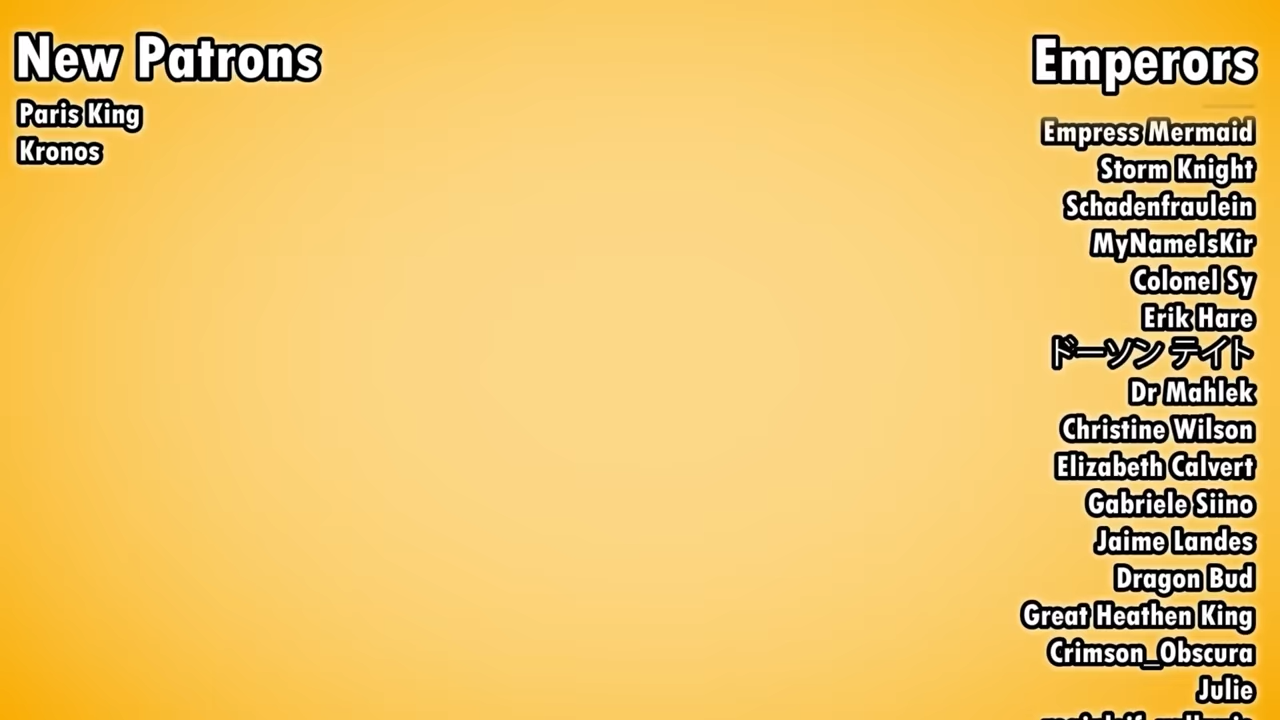 New Patrons
Paris King
Kronos
Emperors
Empress Mermaid
Storm Knight
Schadenfraulein
MyNameIsKir
Colonel Sy
Erik Hare
ドーソン テイト
Dr Mahlek
Christine Wilson
Elizabeth Calvert
Gabriele Siino
Jaime Landes
Dragon Bud
Great Heathen King
Crimson_Obscura
Julie